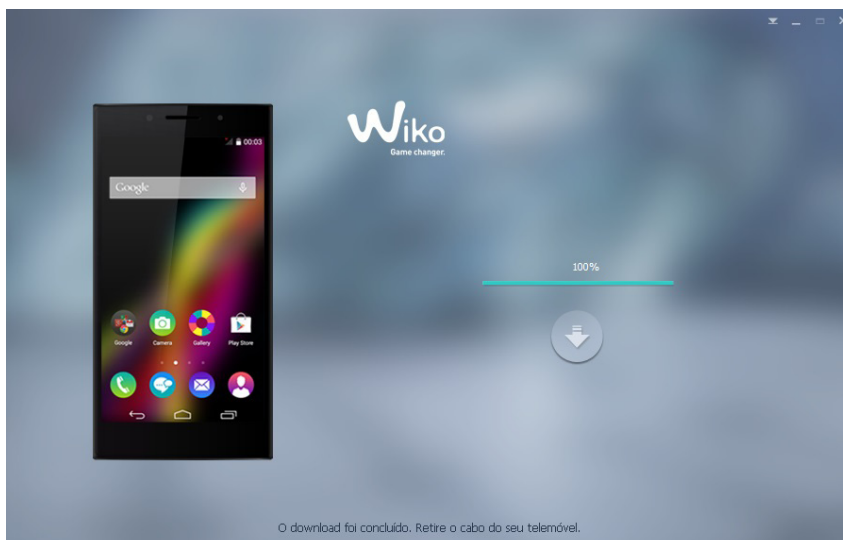 Wiko
Game changer.
00:03
Google
100%
Google
Camera
Gallery
Play Store
O download foi concluído. Retire o cabo do seu telemóvel.